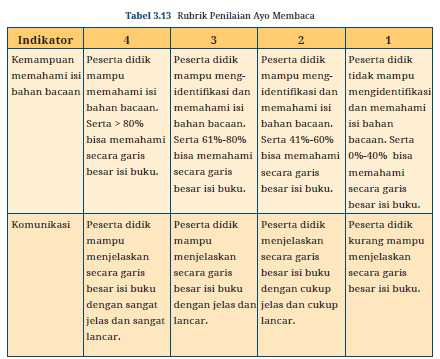 Tabel 3.13 Rubrik Penilaian Ayo Membaca
Indikator 4 3 2 1
Kemampuan
memahami isi
bahan bacaan
Peserta didik
mampu
memahami isi
bahan bacaan.
Serta > 80%
bisa memahami
secara garis
besar isi buku.
Peserta didik
mampu meng-
identifikasi dan
memahami isi
bahan bacaan.
Serta 61%-80%
bisa memahami
secara garis
besar isi buku.
Peserta didik
mampu meng-
identifikasi dan
memahami isi
bahan bacaan.
Serta 41%-60%
bisa memahami
secara garis
besar isi buku.
Peserta didik
tidak mampu
mengidentifikasi
dan memahami
isi bahan
bacaan. Serta
0%-40% bisa
memahami
secara garis
besar isi buku.
Komunikasi
Peserta didik
mampu
menjelaskan
secara garis
besar isi buku
dengan sangat
jelas dan sangat
lancar.
Peserta didik
mampu
menjelaskan
secara garis
besar isi buku
dengan jelas dan
lancar.
Peserta didik
menjelaskan
secara garis
besar isi buku
dengan cukup
jelas dan cukup
lancar.
Peserta didik
kurang mampu
menjelaskan
secara garis
besar isi buku.